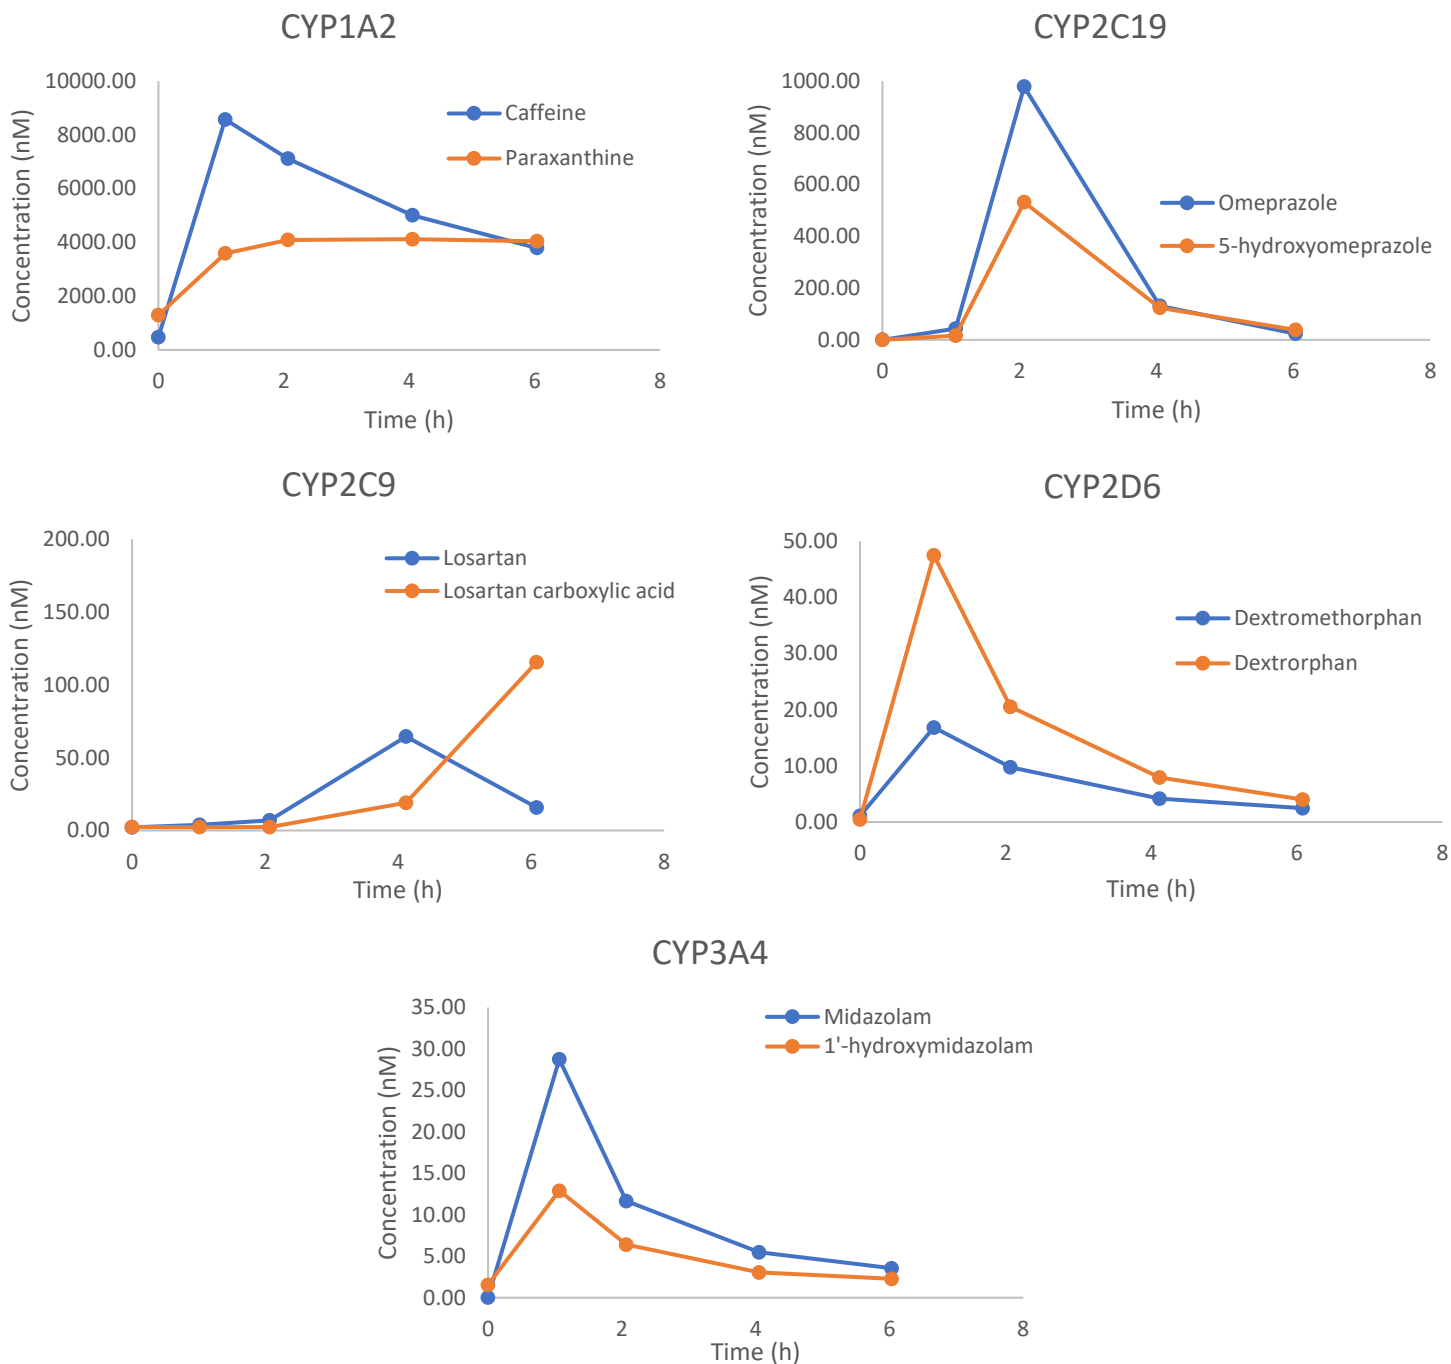 CYP1A2
10000.00
8000.00
6000.00
4000.00
2000.00
0.00
0 2 4 6 8
Concentration (nM)
Time (h)
Caffeine
Paraxanthine
CYP2C19
1000.00
800.00
600.00
400.00
200.00
0.00
0 2 4 6 8
Concentration (nM)
Time (h)
Omeprazole
5-hydroxyomeprazole
CYP2C9
200.00
150.00
100.00
50.00
0.00
0 2 4 6 8
Concentration (nM)
Time (h)
Losartan
Losartan carboxylic acid
CYP2D6
50.00
40.00
30.00
20.00
10.00
0.00
0 2 4 6 8
Concentration (nM)
Time (h)
Dextromethorphan
Dextrorphan
CYP3A4
35.00
30.00
25.00
20.00
15.00
10.00
5.00
0.00
0 2 4 6 8
Concentration (nM)
Time (h)
Midazolam
1'-hydroxymidazolam